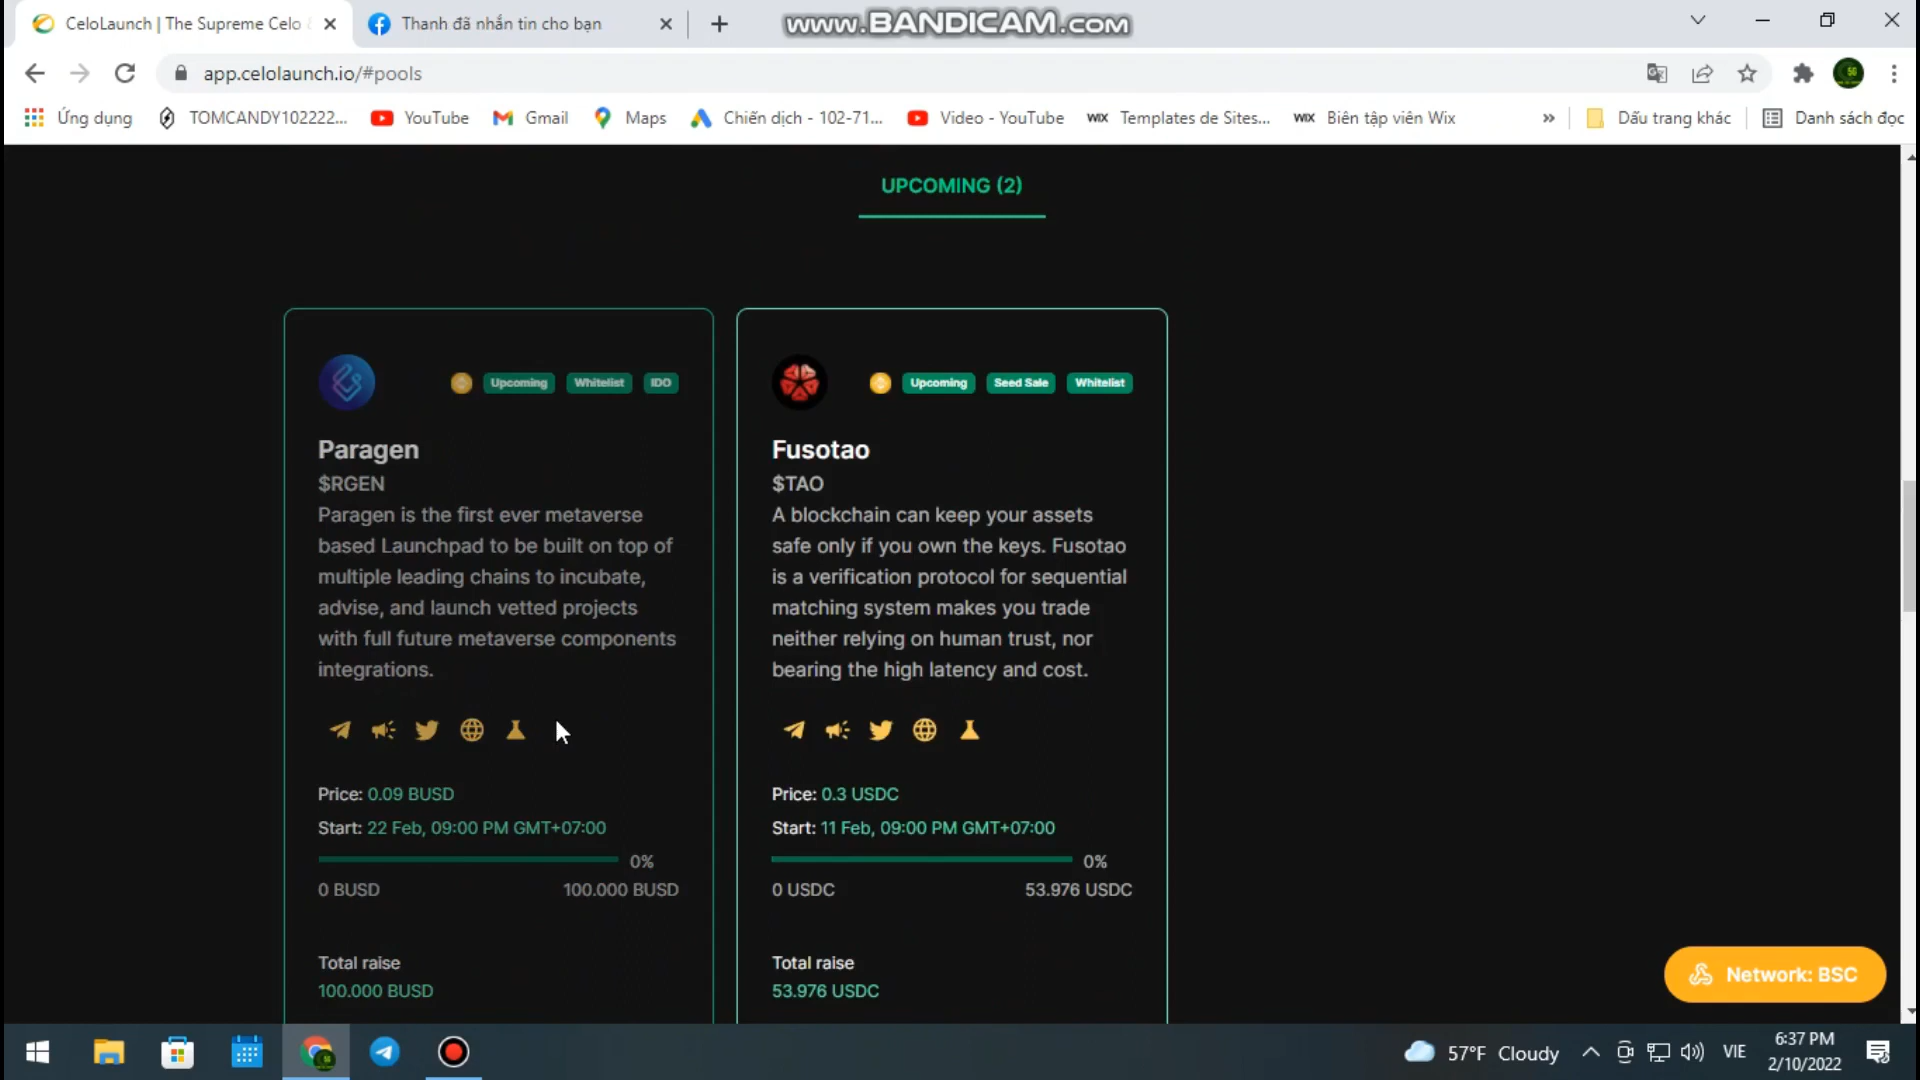 CeloLaunch | The Supreme Celo
Thanh đã nhắn tin cho bạn
www.BANDICAM.com
app.celolaunch.io/#pools
Ứng dụng
TOMCANDY102222...
YouTube
Gmail
Maps
Chiến dịch - 102-71...
Video - YouTube
WIX Templates de Sites...
WIX Biên tập viên Wix
»
Dấu trang khác
Danh sách đọc
UPCOMING (2)
Upcoming Whitelist IDO
Paragen
$RGEN
Paragen is the first ever metaverse
based Launchpad to be built on top of
multiple leading chains to incubate,
advise, and launch vetted projects
with full future metaverse components
integrations.
Price: 0.09 BUSD
Start: 22 Feb, 09:00 PM GMT+07:00
0%
0 BUSD 100.000 BUSD
Total raise
100.000 BUSD
Upcoming Seed Sale Whitelist
Fusotao
$TAO
A blockchain can keep your assets
safe only if you own the keys. Fusotao
is a verification protocol for sequential
matching system makes you trade
neither relying on human trust, nor
bearing the high latency and cost.
Price: 0.3 USDC
Start: 11 Feb, 09:00 PM GMT+07:00
0%
0 USDC 53.976 USDC
Total raise
53.976 USDC
Network: BSC
57°F Cloudy
VIE
6:37 PM
2/10/2022